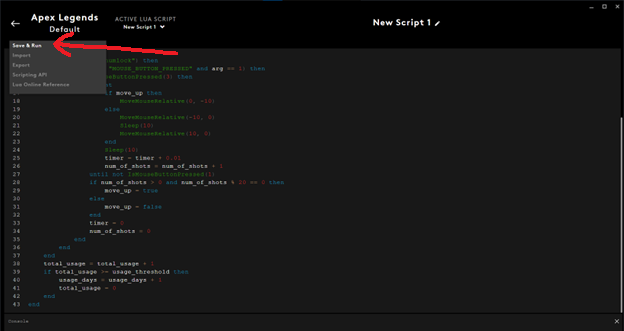 Apex Legends
Default
ACTIVE LUA SCRIPT
New Script 1
New Script 1
Save & Run
Import
Export
Scripting API
Lua Online Reference
") then
"MOUSE_BUTTON_PRESSED" and arg == 1) then
eButtonPressed(3) then
if move_up then
18 MoveMouseRelative(0, -10)
19 else
20 MoveMouseRelative(-10, 0)
21 Sleep(10)
22 MoveMouseRelative(10, 0)
23 end
24 Sleep(10)
25 timer = timer + 0.01
26 num_of_shots = num_of_shots + 1
27 until not IsMouseButtonPressed(1)
28 if num_of_shots > 0 and num_of_shots % 20 == 0 then
29 move_up = true
30 else
31 move_up = false
32 end
33 timer = 0
34 num_of_shots = 0
35 end
36 end
37 end
38 total_usage = total_usage + 1
39 if total_usage >= usage_threshold then
40 usage_days = usage_days + 1
41 total_usage = 0
42 end
43 end
Console